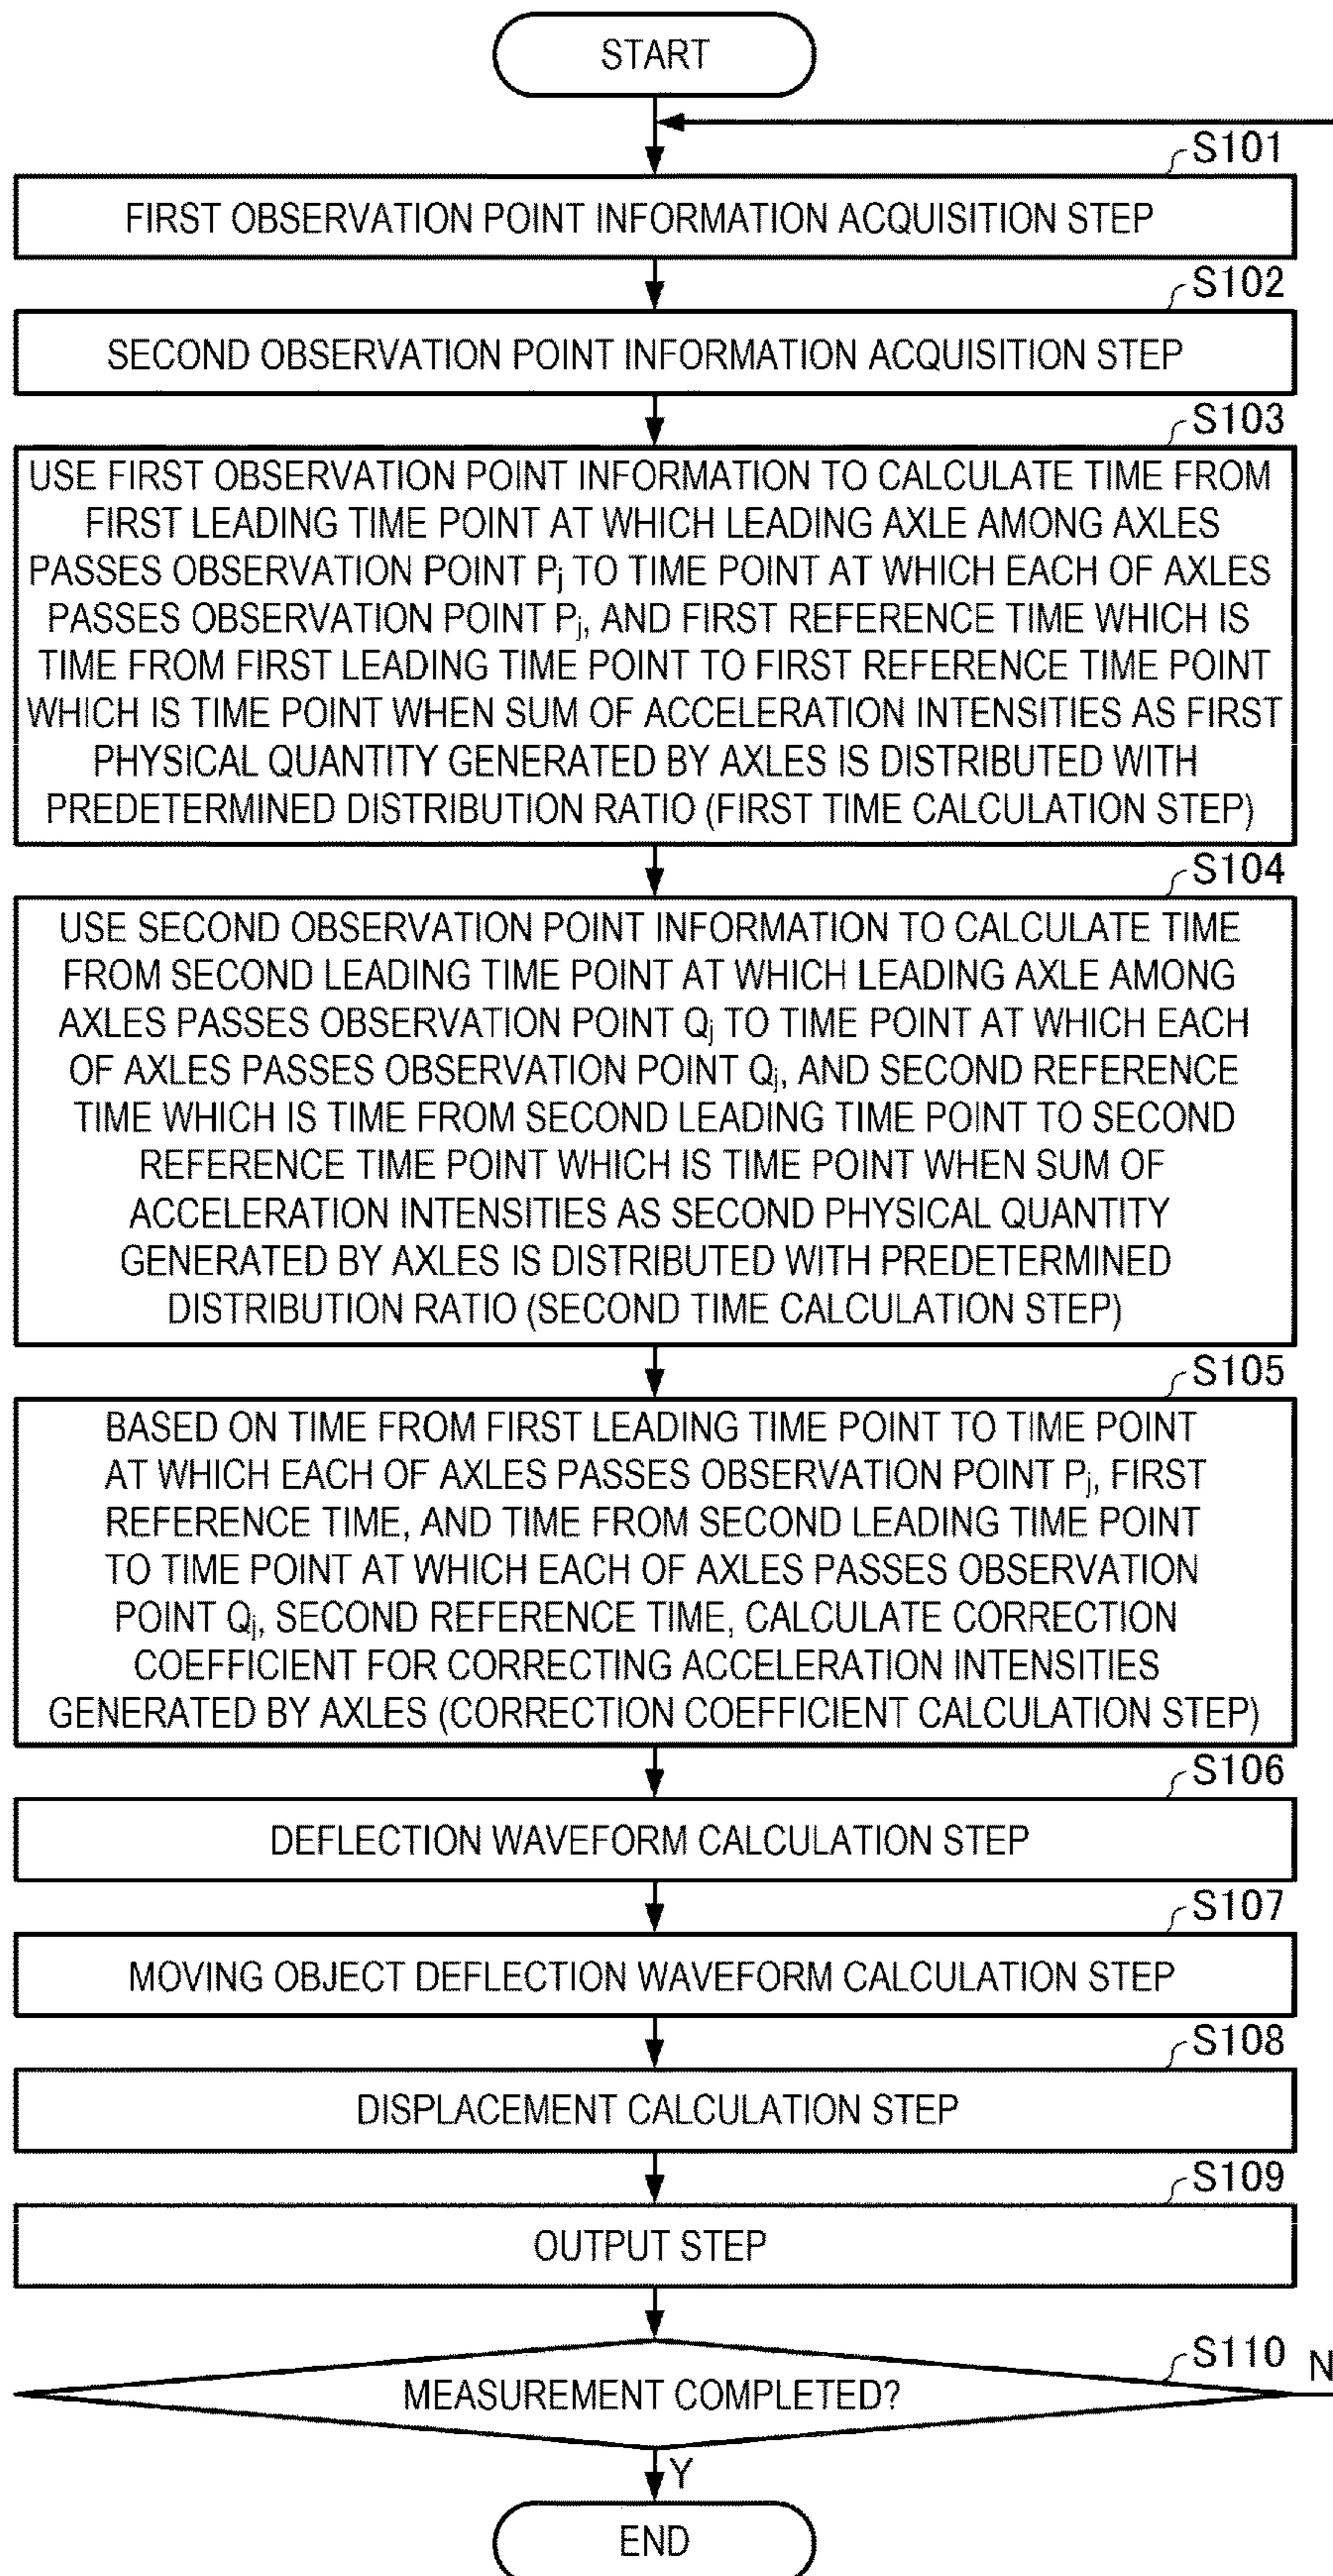 START
S101
FIRST OBSERVATION POINT INFORMATION ACQUISITION STEP
S102
SECOND OBSERVATION POINT INFORMATION ACQUISITION STEP
S103
USE FIRST OBSERVATION POINT INFORMATION TO CALCULATE TIME FROM
FIRST LEADING TIME POINT AT WHICH LEADING AXLE AMONG AXLES
PASSES OBSERVATION POINT Pj TO TIME POINT AT WHICH EACH OF AXLES
PASSES OBSERVATION POINT Pj, AND FIRST REFERENCE TIME WHICH IS
TIME FROM FIRST LEADING TIME POINT TO FIRST REFERENCE TIME POINT
WHICH IS TIME POINT WHEN SUM OF ACCELERATION INTENSITIES AS FIRST
PHYSICAL QUANTITY GENERATED BY AXLES IS DISTRIBUTED WITH
PREDETERMINED DISTRIBUTION RATIO (FIRST TIME CALCULATION STEP)
S104
USE SECOND OBSERVATION POINT INFORMATION TO CALCULATE TIME
FROM SECOND LEADING TIME POINT AT WHICH LEADING AXLE AMONG
AXLES PASSES OBSERVATION POINT Qj TO TIME POINT AT WHICH EACH
OF AXLES PASSES OBSERVATION POINT Qj, AND SECOND REFERENCE
TIME WHICH IS TIME FROM SECOND LEADING TIME POINT TO SECOND
REFERENCE TIME POINT WHICH IS TIME POINT WHEN SUM OF
ACCELERATION INTENSITIES AS SECOND PHYSICAL QUANTITY
GENERATED BY AXLES IS DISTRIBUTED WITH PREDETERMINED
DISTRIBUTION RATIO (SECOND TIME CALCULATION STEP)
S105
BASED ON TIME FROM FIRST LEADING TIME POINT TO TIME POINT
AT WHICH EACH OF AXLES PASSES OBSERVATION POINT Pj, FIRST
REFERENCE TIME, AND TIME FROM SECOND LEADING TIME POINT
TO TIME POINT AT WHICH EACH OF AXLES PASSES OBSERVATION
POINT Qj, SECOND REFERENCE TIME, CALCULATE CORRECTION
COEFFICIENT FOR CORRECTING ACCELERATION INTENSITIES
GENERATED BY AXLES (CORRECTION COEFFICIENT CALCULATION STEP)
S106
DEFLECTION WAVEFORM CALCULATION STEP
S107
MOVING OBJECT DEFLECTION WAVEFORM CALCULATION STEP
S108
DISPLACEMENT CALCULATION STEP
S109
OUTPUT STEP
S110
MEASUREMENT COMPLETED?
N
Y
END